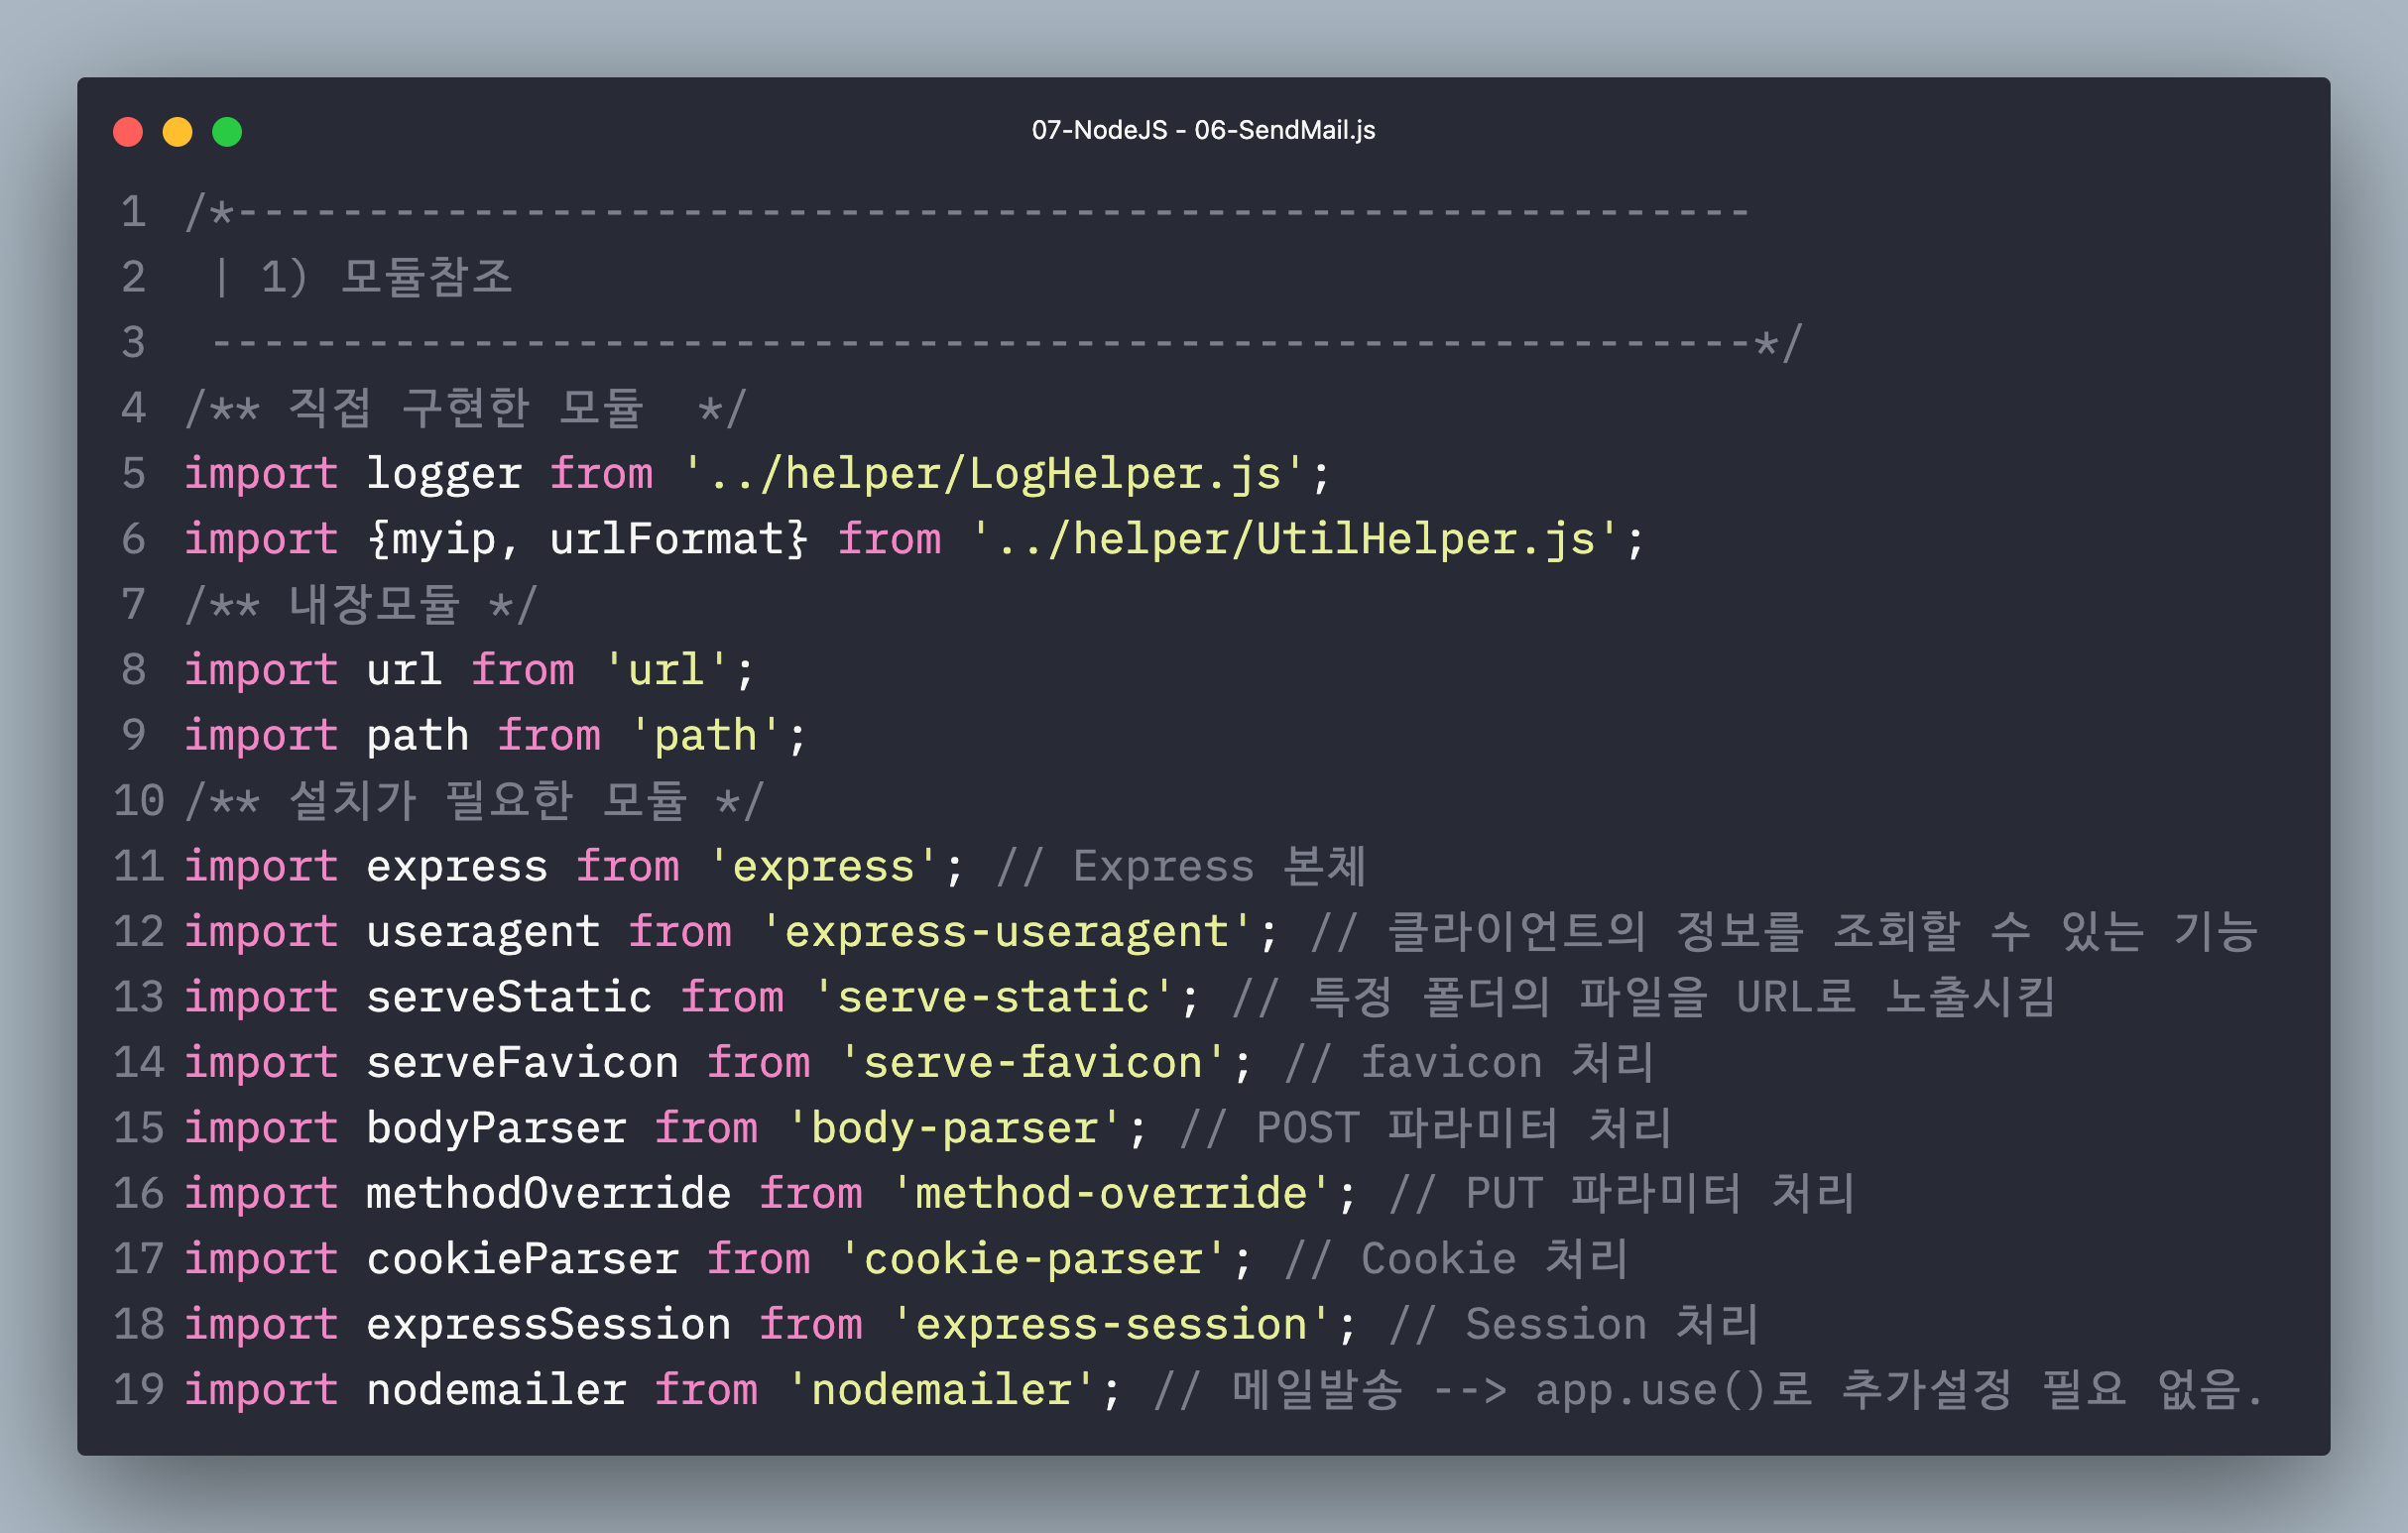 07-NodeJS - 06-SendMail.js
1 /*----------------------------------------------------------
2  | 1) 모듈참조
3  -----------------------------------------------------------*/
4 /** 직접 구현한 모듈  */
5 import logger from '../helper/LogHelper.js';
6 import {myip, urlFormat} from '../helper/UtilHelper.js';
7 /** 내장모듈 */
8 import url from 'url';
9 import path from 'path';
10 /** 설치가 필요한 모듈 */
11 import express from 'express'; // Express 본체
12 import useragent from 'express-useragent'; // 클라이언트의 정보를 조회할 수 있는 기능
13 import serveStatic from 'serve-static'; // 특정 폴더의 파일을 URL로 노출시킴
14 import serveFavicon from 'serve-favicon'; // favicon 처리
15 import bodyParser from 'body-parser'; // POST 파라미터 처리
16 import methodOverride from 'method-override'; // PUT 파라미터 처리
17 import cookieParser from 'cookie-parser'; // Cookie 처리
18 import expressSession from 'express-session'; // Session 처리
19 import nodemailer from 'nodemailer'; // 메일발송 --> app.use()로 추가설정 필요 없음.